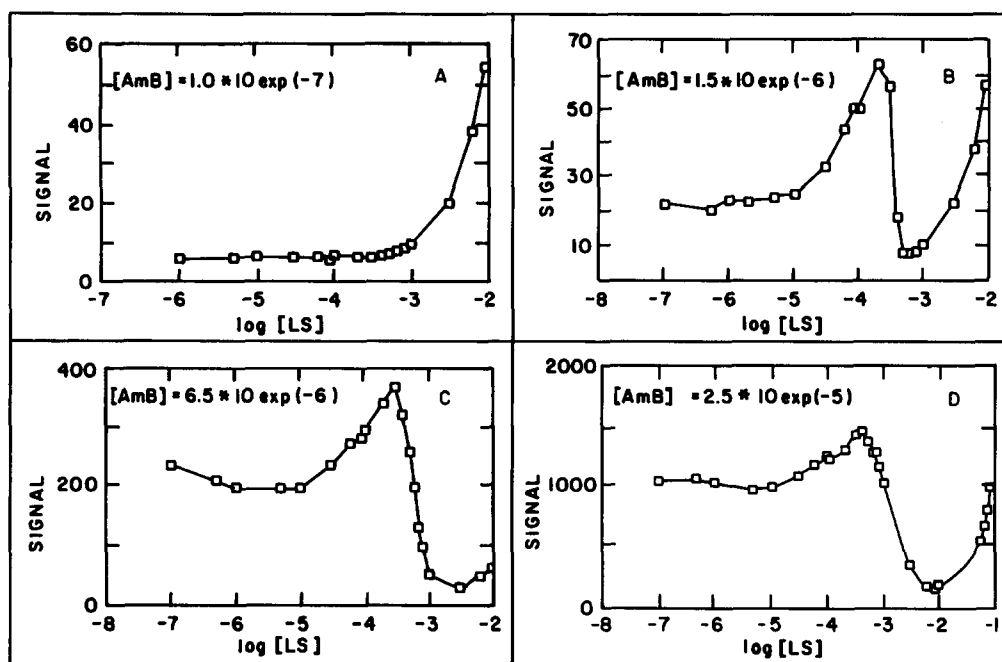 60
[AmB] = 1.0 * 10 exp (-7)
A
40
SIGNAL
20
0
-7 -6 -5 -4 -3 -2
log [LS]
70
[AmB] = 1.5 * 10 exp (-6)
B
50
SIGNAL
30
10
-8 -7 -6 -5 -4 -3 -2
log [LS]
400
[AmB] = 6.5 * 10 exp (-6)
C
200
SIGNAL
0
-8 -7 -6 -5 -4 -3 -2
log [LS]
2000
[AmB] = 2.5 * 10 exp (-5)
D
1000
SIGNAL
0
-8 -7 -6 -5 -4 -3 -2 -1
log [LS]